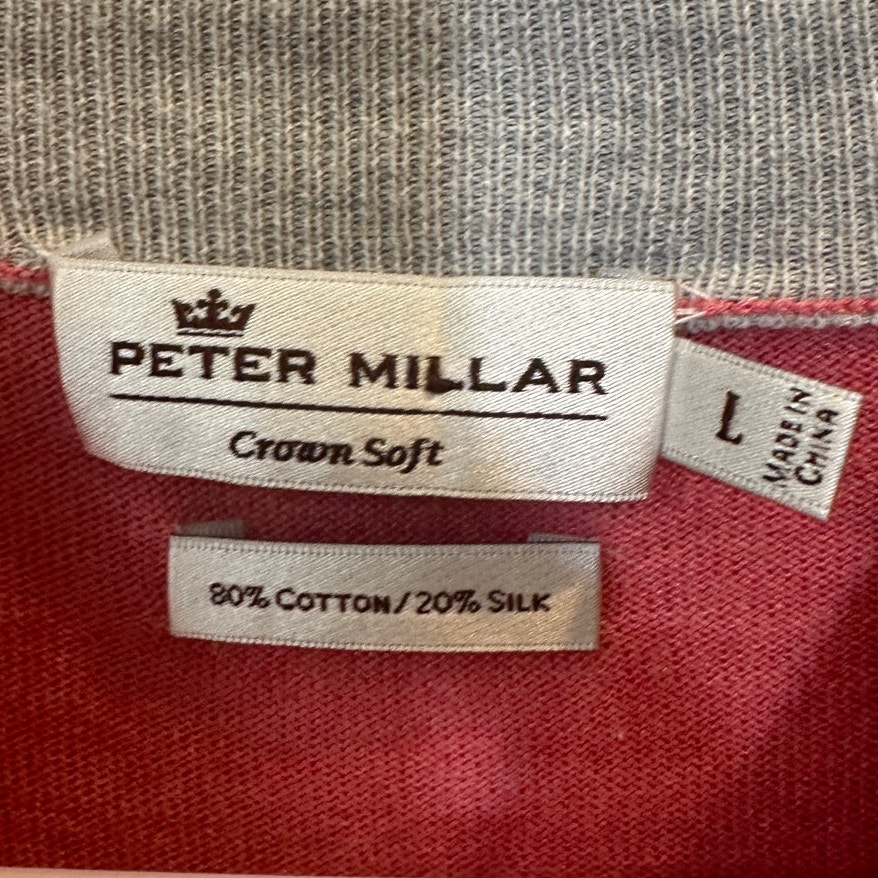 PETER MILLAR
Crown Soft
L
MADE IN
CHINA
80% COTTON/20% SILK